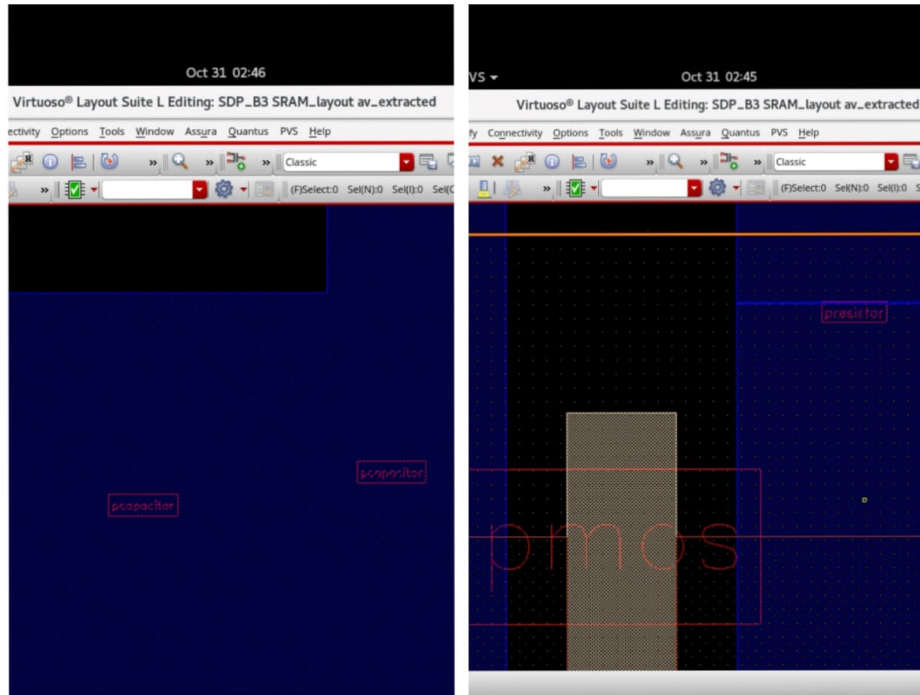 Oct 31 02:46
Virtuoso® Layout Suite L Editing: SDP_B3 SRAM_layout av_extracted
ectivity Options Tools Window Assura Quantus PVS Help
» » » Classic
» (F)Select:0 Sel(N):0 Sel(I):0 Sel(
pcapacitor
pcapacitor
VS Oct 31 02:45
Virtuoso® Layout Suite L Editing: SDP_B3 SRAM_layout av_extracted
fy Connectivity Options Tools Window Assura Quantus PVS Help
» » » Classic
» (F)Select:0 Sel(N):0 Sel(I):0 S
presistor
pmos